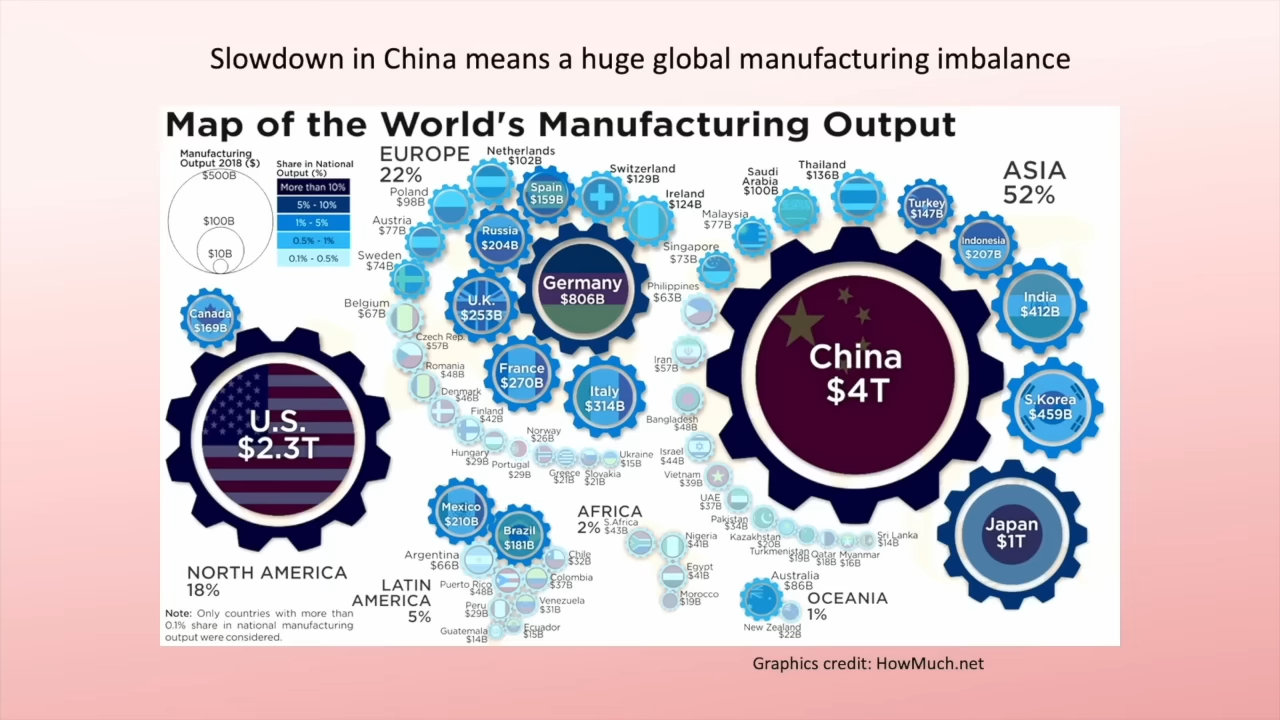 Slowdown in China means a huge global manufacturing imbalance
Map of the World's Manufacturing Output
Manufacturing
Output 2018 ($)
$500B
$100B
$10B
Share in National
Output (%)
More than 10%
5% - 10%
1% - 5%
0.5% - 1%
0.1% - 0.5%
Canada
$169B
U.S.
$2.3T
NORTH AMERICA
18%
Note: Only countries with more than
0.1% share in national manufacturing
output were considered.
EUROPE
22%
Netherlands
$102B
Spain
$159B
Switzerland
$129B
Ireland
$124B
Poland
$98B
Austria
$77B
Sweden
$74B
Belgium
$67B
Russia
$204B
Germany
$806B
U.K.
$253B
France
$270B
Italy
$314B
Czech Rep.
$57B
Romania
$48B
Denmark
$46B
Finland
$42B
Hungary
$29B
Portugal
$29B
Norway
$26B
Greece
$21B
Slovakia
$21B
Ukraine
$15B
Mexico
$210B
Brazil
$181B
Argentina
$66B
Puerto Rico
$48B
Chile
$32B
Colombia
$37B
Venezuela
$31B
Peru
$29B
Ecuador
$15B
Guatemala
$14B
LATIN
AMERICA
5%
AFRICA
2%
S.Africa
$43B
Nigeria
$41B
Egypt
$41B
Morocco
$19B
ASIA
52%
Saudi
Arabia
$100B
Thailand
$136B
Turkey
$147B
Indonesia
$207B
India
$412B
S.Korea
$459B
Japan
$1T
China
$4T
Malaysia
$77B
Singapore
$73B
Philippines
$63B
Iran
$57B
Bangladesh
$48B
Israel
$44B
Vietnam
$39B
UAE
$37B
Pakistan
$34B
Kazakhstan
$20B
Turkmenistan
$19B
Qatar
$18B
Myanmar
$16B
Sri Lanka
$14B
Australia
$86B
New Zealand
$22B
OCEANIA
1%
Graphics credit: HowMuch.net